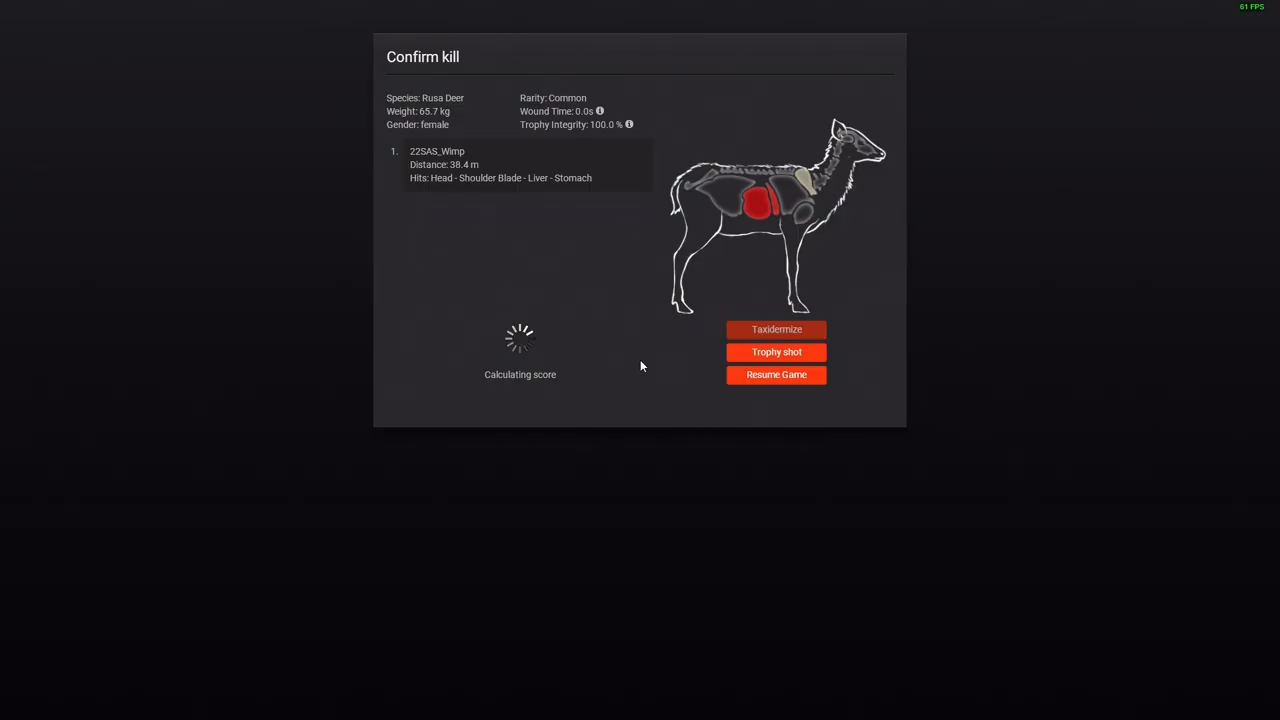 61 FPS
Confirm kill
Species: Rusa Deer
Rarity: Common
Weight: 65.7 kg
Wound Time: 0.0s
Gender: female
Trophy Integrity: 100.0 %
1. 22SAS_Wimp
Distance: 38.4 m
Hits: Head - Shoulder Blade - Liver - Stomach
Calculating score
Taxidermize
Trophy shot
Resume Game